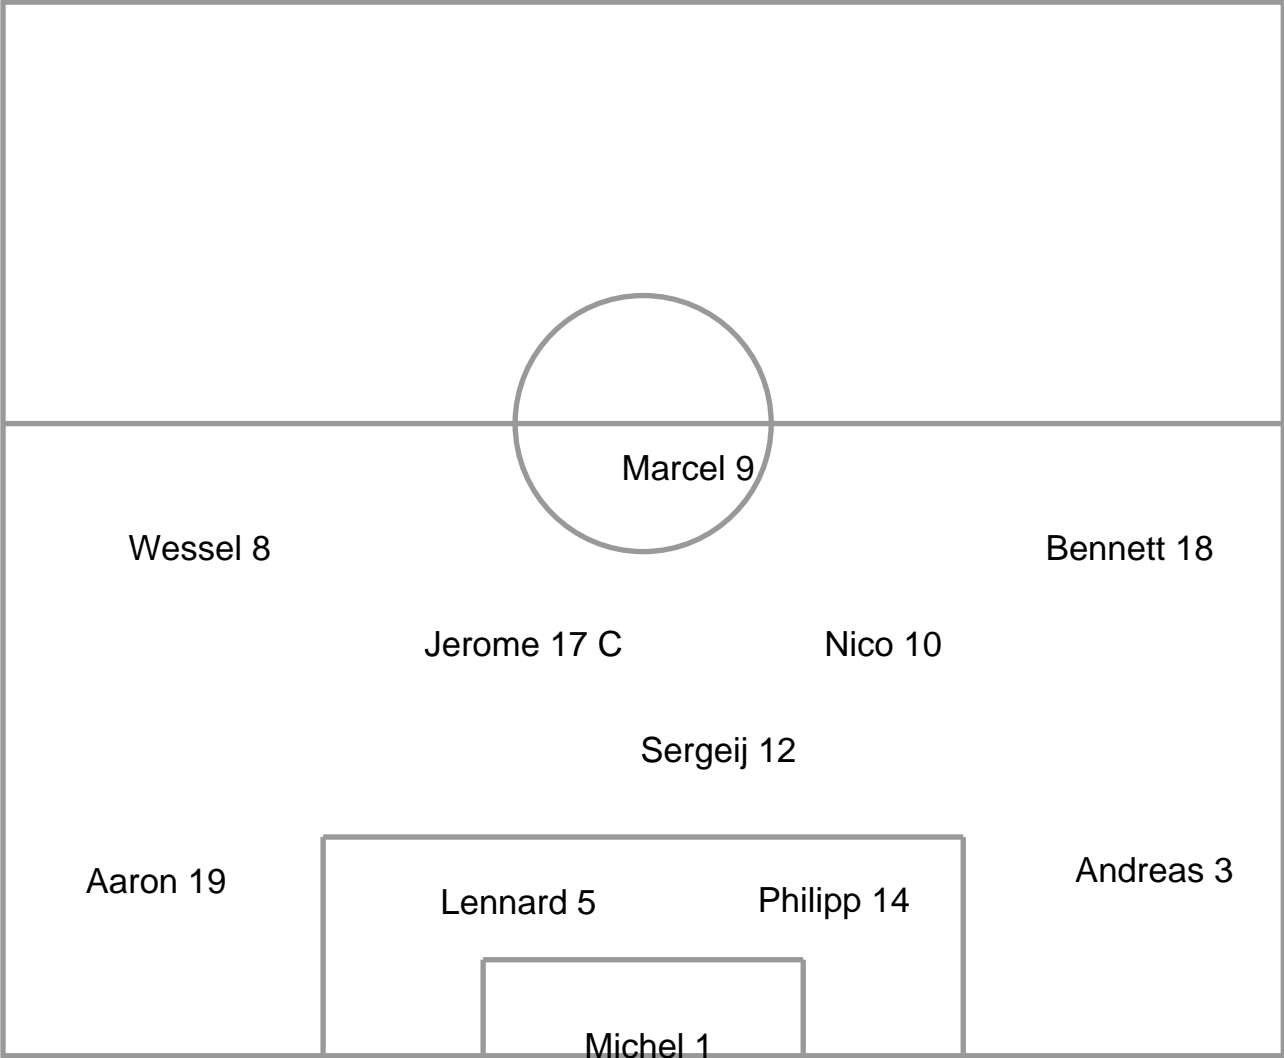 Marcel 9
Wessel 8
Bennett 18
Jerome 17 C
Nico 10
Sergeij 12
Aaron 19
Andreas 3
Lennard 5
Philipp 14
Michel 1